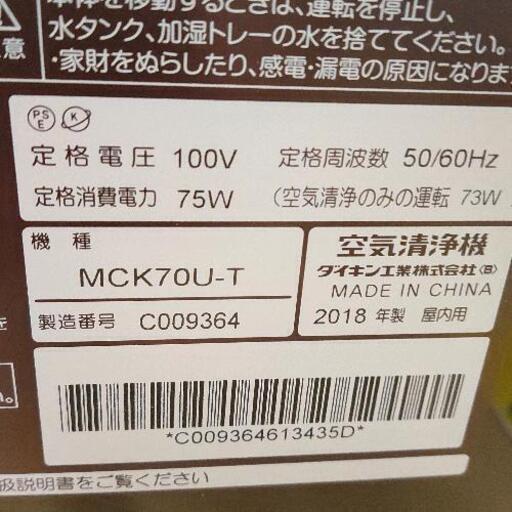 本体を移動するときは、運転を停止し、
水タンク、加湿トレーの水を捨ててください。
・家財をぬらしたり、感電・漏電の原因になります
注意
PS
E
K
定格電圧 100V 定格周波数 50/60Hz
定格消費電力 75W (空気清浄のみの運転 73W
機種
MCK70U-T
製造番号 C009364
空気清浄機
ダイキン工業株式会社(B)
MADE IN CHINA
2018 年製 屋内用
を
n.
*C009364613435D*
扱説明書をご覧ください